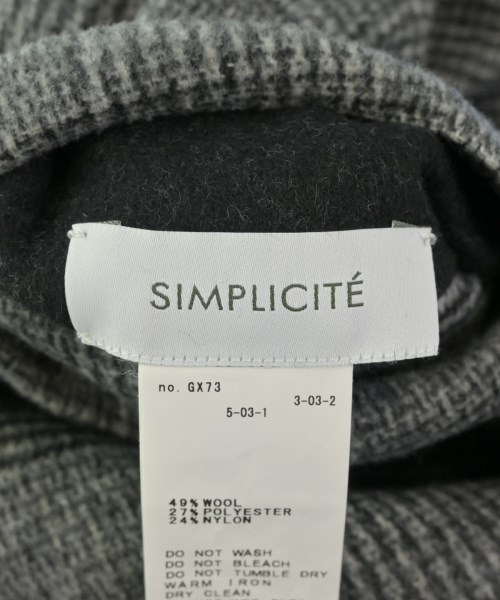 SIMPLICITÉ
no. GX73
3-03-2
5-03-1
49% WOOL
27% POLYESTER
24% NYLON
DO NOT WASH
DO NOT BLEACH
DO NOT TUMBLE DRY
WARM IRON
DRY CLEAN